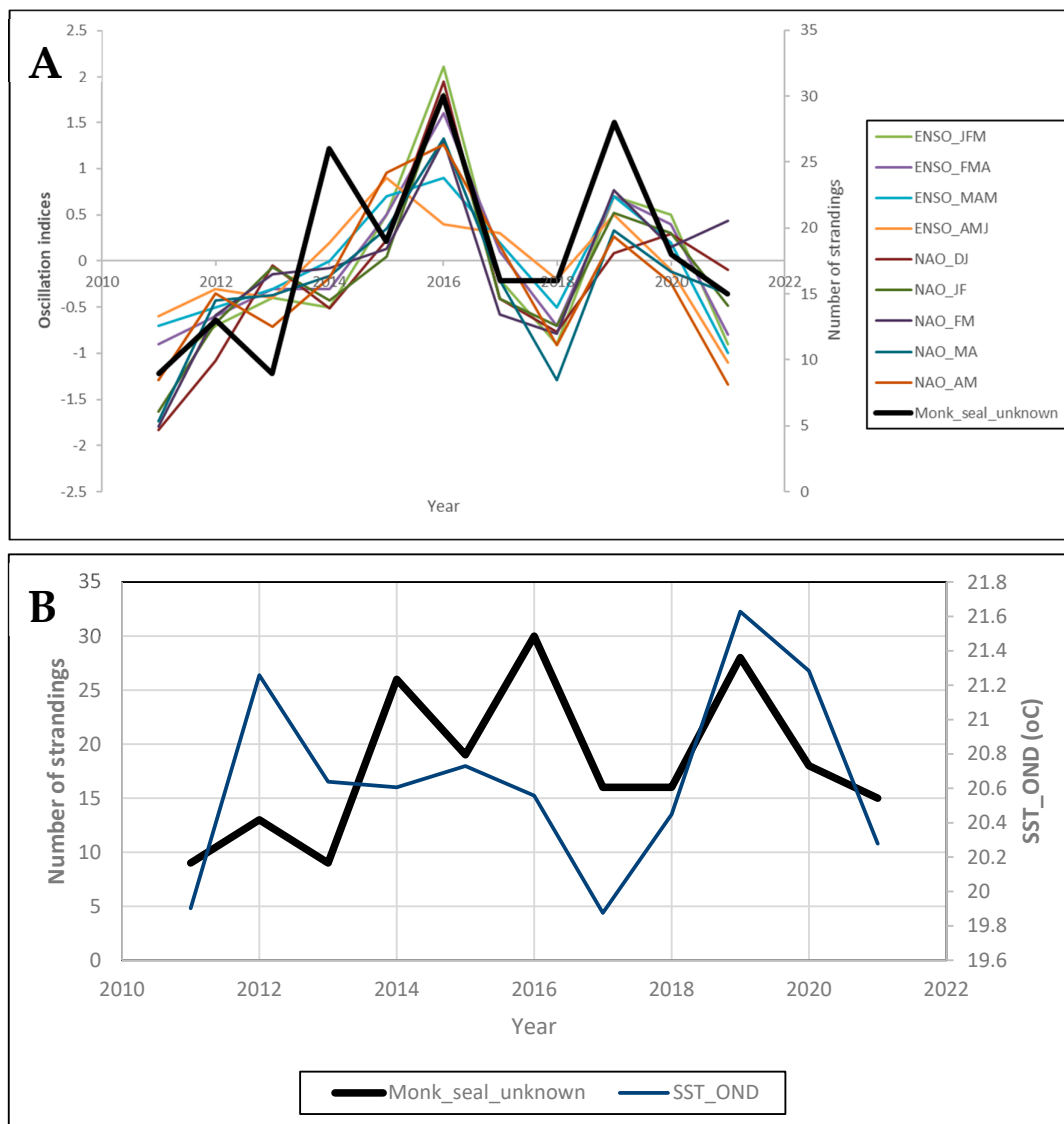 A
2.5
2
1.5
1
0.5
0
-0.5
-1
-1.5
-2
-2.5
Oscillation indices
2010
2012
2014
2016
2018
2020
2022
Year
35
30
25
20
15
10
5
0
Number of strandings
ENSO_JFM
ENSO_FMA
ENSO_MAM
ENSO_AMJ
NAO_DJ
NAO_JF
NAO_FM
NAO_MA
NAO_AM
Monk_seal_unknown
B
35
30
25
20
15
10
5
0
Number of strandings
2010
2012
2014
2016
2018
2020
2022
Year
21.8
21.6
21.4
21.2
21
20.8
20.6
20.4
20.2
20
19.8
19.6
SST_OND (oC)
Monk_seal_unknown
SST_OND